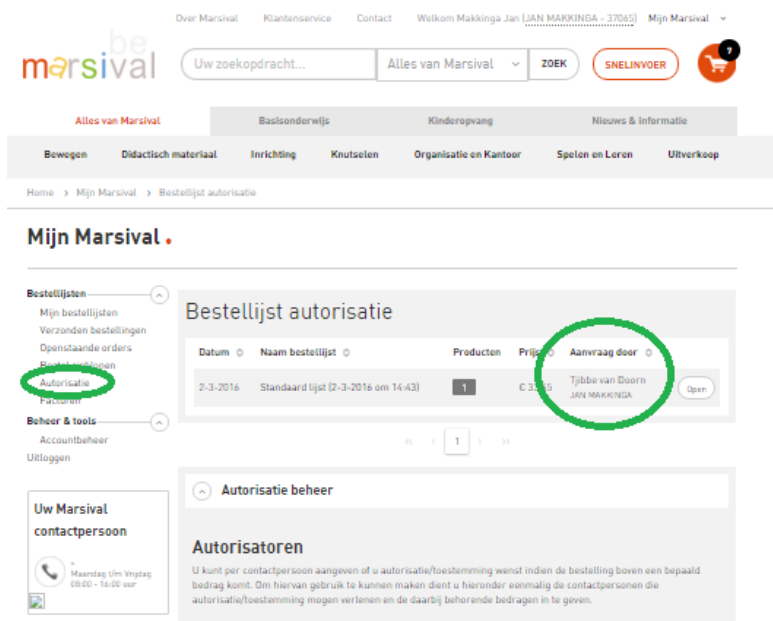 Over Marsival Klantenservice Contact Welkom Makkinga Jan (JAN MAKKINGA - 37065) Mijn Marsival
be
marsival
Uw zoekopdracht... Alles van Marsival ZOEK SNELINVOER 7
Alles van Marsival Basisonderwijs Kinderopvang Nieuws & informatie
Bewegen Didactisch materiaal Inrichting Knutselen Organisatie en Kantoor Spelen en Leren Uitverkoop
Home > Mijn Marsival > Bestellijst autorisatie
Mijn Marsival.
Bestellijsten
Mijn bestellijsten
Verzonden bestellingen
Openstaande orders
Autorisatie
Facturen
Beheer & tools
Accountbeheer
Uitloggen
Uw Marsival
contactpersoon
Maandag t/m Vrijdag
08:00 - 16:00 uur
Bestellijst autorisatie
Datum Naam bestellijst Producten Prijs Aanvraag door
2-3-2016 Standaard lijst (2-3-2016 om 14:43) 1 € Tjibbe van Doorn Open
JAN MAKKINGA
« < 1 > »
Autorisatie beheer
Autorisatoren
U kunt per contactpersoon aangeven of u autorisatie/toestemming wenst indien de bestelling boven een bepaald
bedrag komt. Om hiervan gebruik te kunnen maken dient u hieronder eenmalig de contactpersonen die
autorisatie/toestemming mogen verlenen en de daarbij behorende bedragen in te geven.